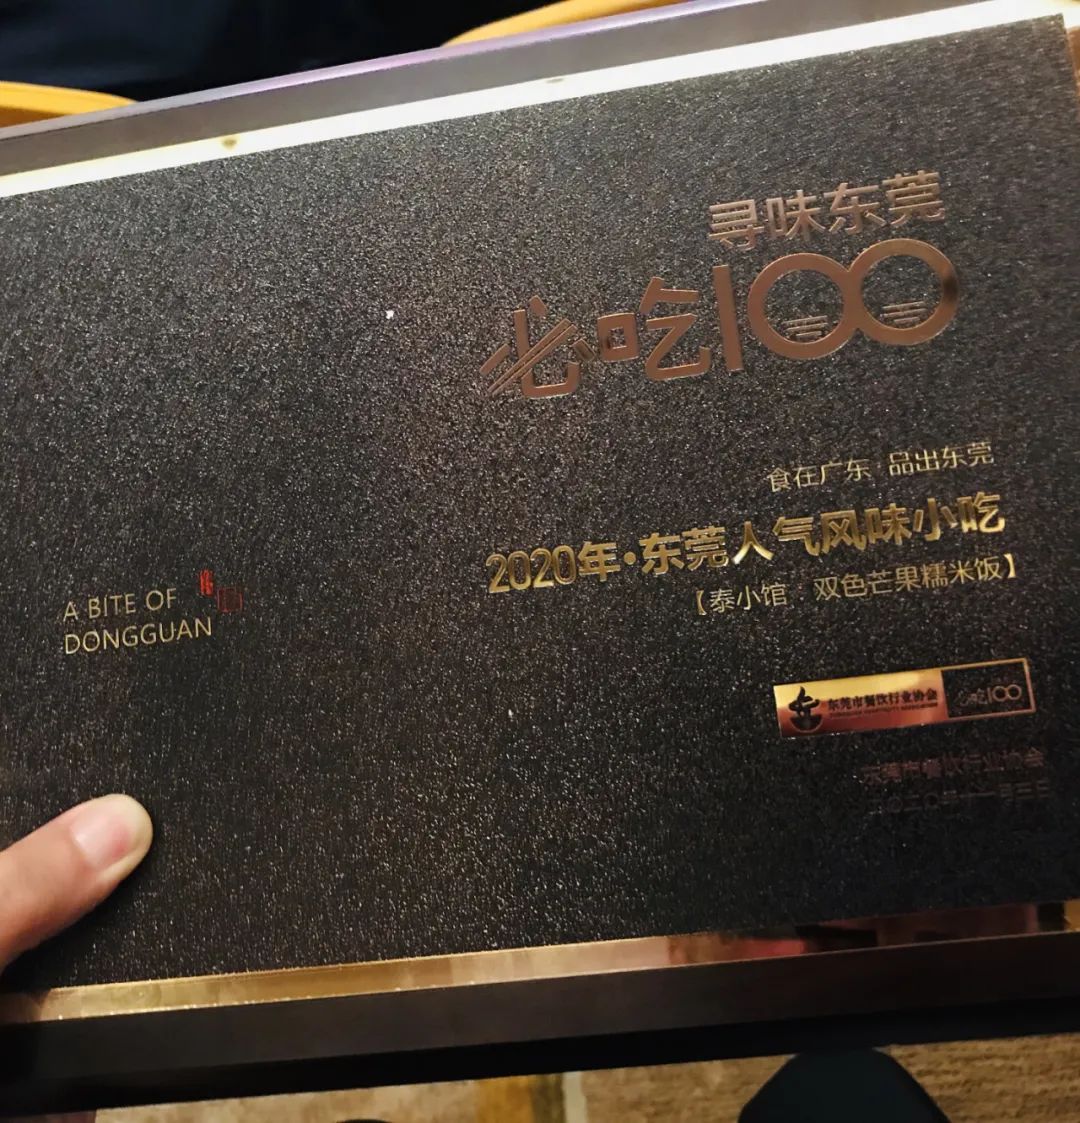 寻味东莞
必吃100
食在广东·品出东莞
2020年·东莞人气风味小吃
【泰小馆：双色芒果糯米饭】
A BITE OF
DONGGUAN
东莞市餐饮行业协会
必吃100
东莞市餐饮行业协会